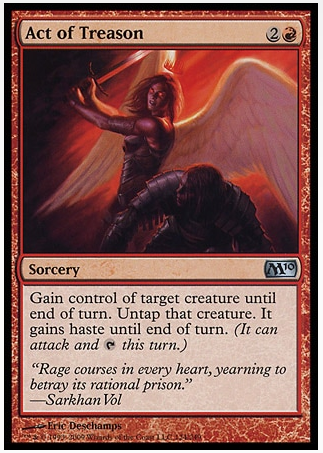 Act of Treason 2
Sorcery M10
Gain control of target creature until
end of turn. Untap that creature. It
gains haste until end of turn. (It can
attack and this turn.)
“Rage courses in every heart, yearning to
betray its rational prison.”
—Sarkhan Vol
Eric Deschamps